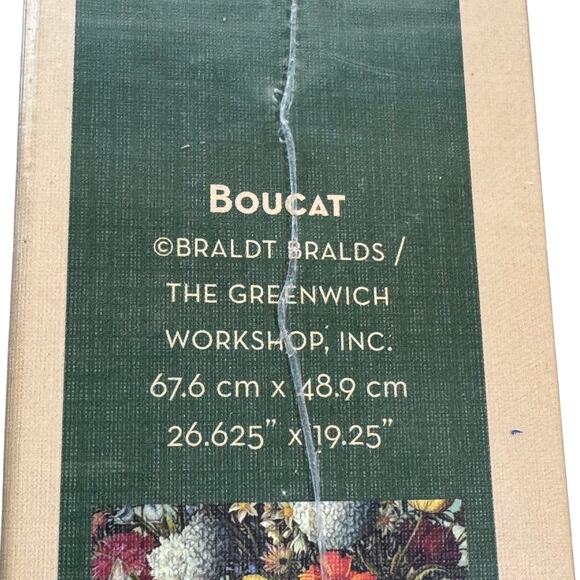 BOUCAT
©BRALDT BRALDS /
THE GREENWICH
WORKSHOP, INC.
67.6 cm x 48.9 cm
26.625” x 19.25”